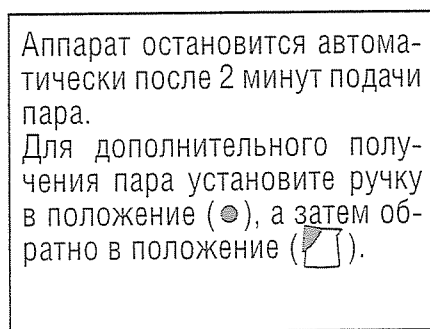 Аппарат остановится автома-
тически после 2 минут подачи
пара.
Для дополнительного полу-
чения пара установите ручку
в положение (●), а затем об-
ратно в положение ( ).